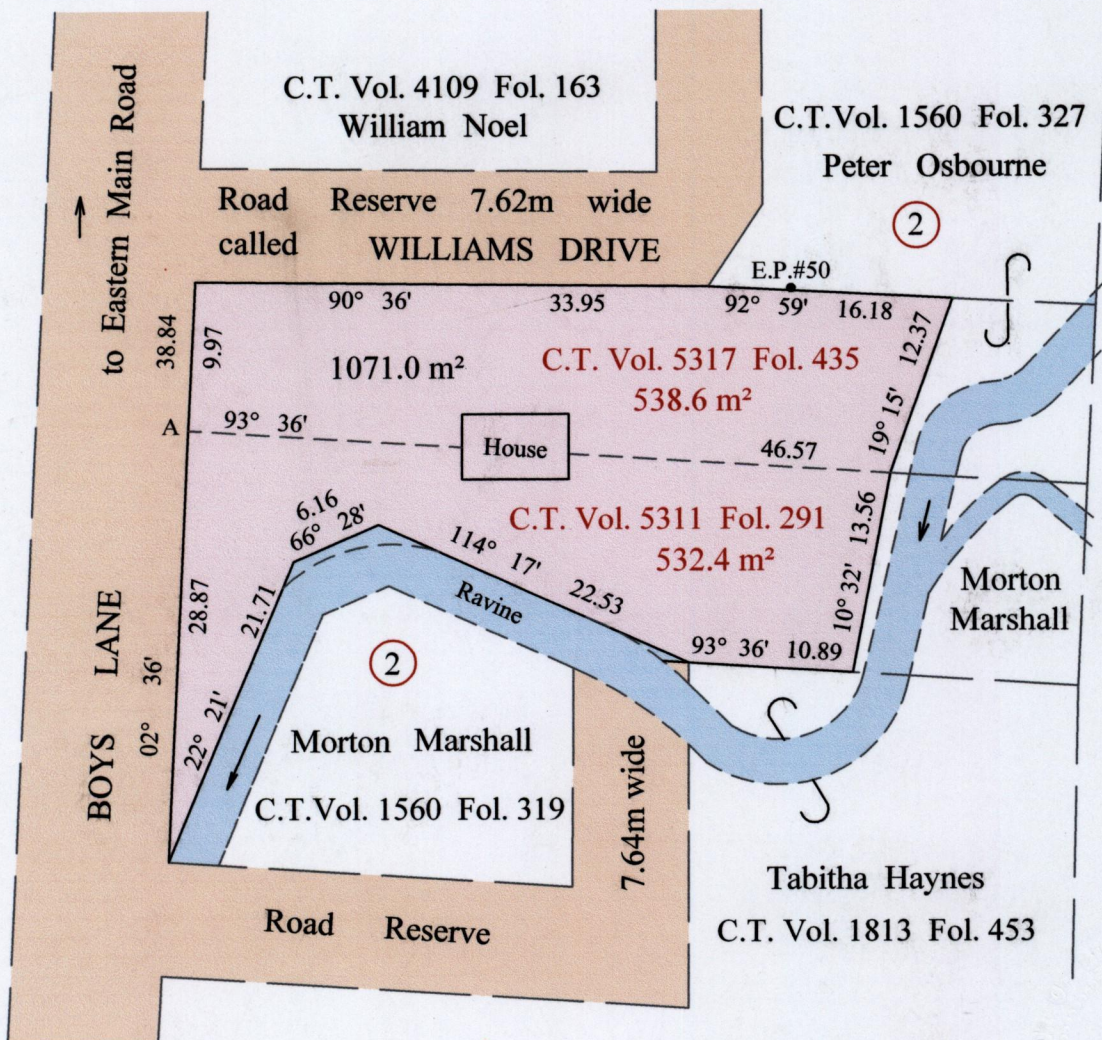 to Eastern Main Road
C.T. Vol. 4109 Fol. 163
William Noel
C.T.Vol. 1560 Fol. 327
Peter Osbourne
2
Road Reserve 7.62m wide
called WILLIAMS DRIVE
E.P.#50
90° 36' 33.95 92° 59' 16.18
38.84
9.97
12.37
19° 15'
1071.0 m²
C.T. Vol. 5317 Fol. 435
538.6 m²
A 93° 36'
House
46.57
6.16
66° 28'
C.T. Vol. 5311 Fol. 291
532.4 m²
114° 17' 22.53
13.56
10° 32'
Ravine
Morton
Marshall
BOYS LANE
02° 36'
28.87
22° 21' 21.71
93° 36' 10.89
2
Morton Marshall
C.T.Vol. 1560 Fol. 319
7.64m wide
Tabitha Haynes
C.T. Vol. 1813 Fol. 453
Road Reserve